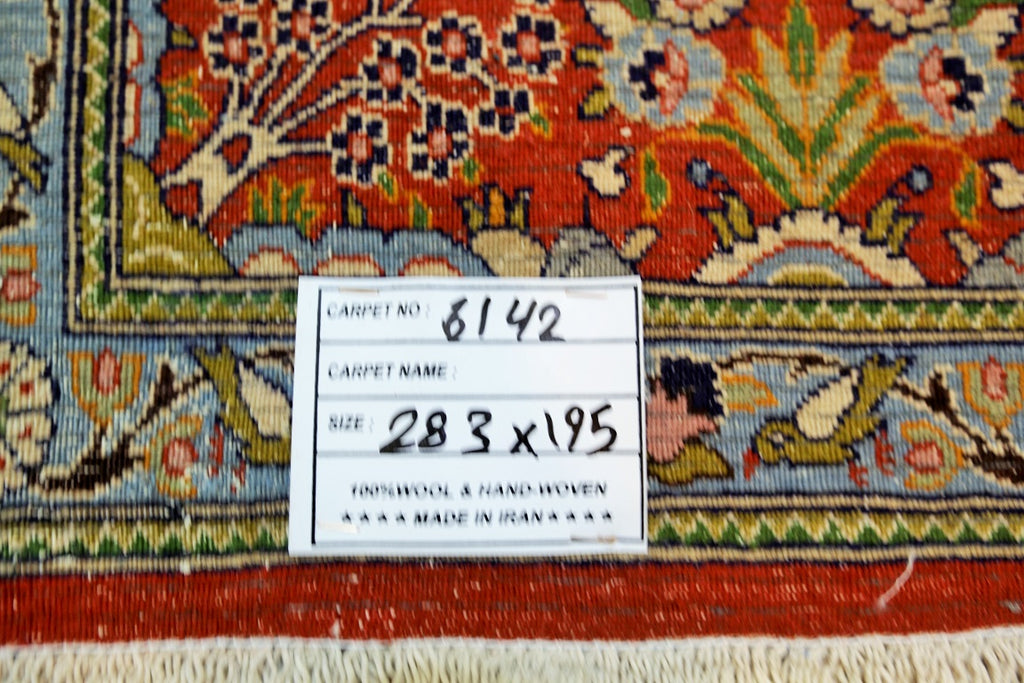 CARPET NO : 6142
CARPET NAME :
SIZE : 283 x 195
100%WOOL & HAND-WOVEN
★★★★ MADE IN IRAN ★★★★